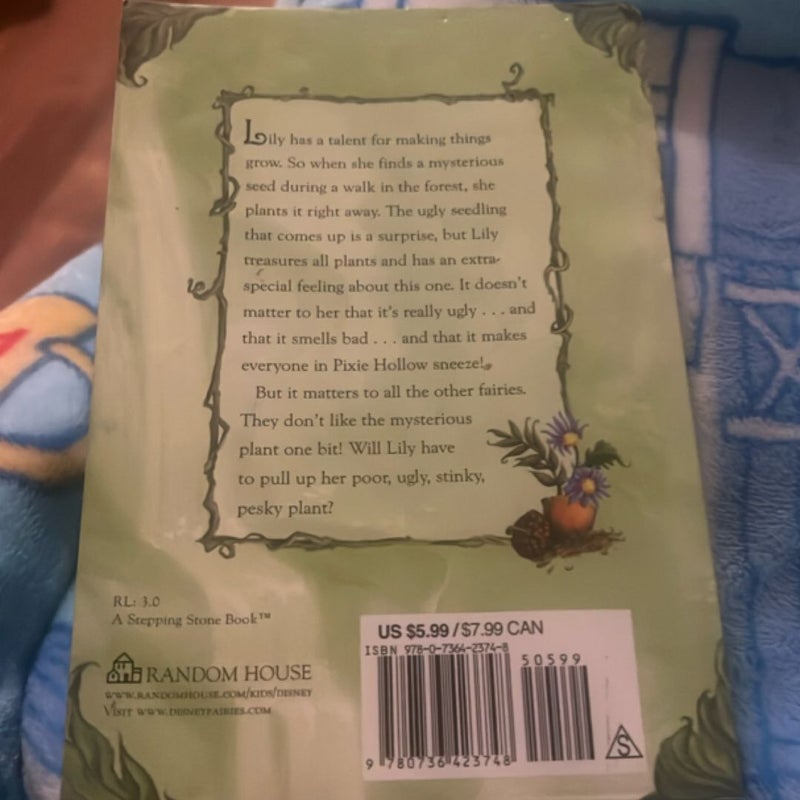 Lily has a talent for making things
grow. So when she finds a mysterious
seed during a walk in the forest, she
plants it right away. The ugly seedling
that comes up is a surprise, but Lily
treasures all plants and has an extra-
special feeling about this one. It doesn't
matter to her that it's really ugly . . . and
that it smells bad . . . and that it makes
everyone in Pixie Hollow sneeze!
But it matters to all the other fairies.
They don't like the mysterious
plant one bit! Will Lily have
to pull up her poor, ugly, stinky,
pesky plant?
RL: 3.0
A Stepping Stone Book™
RANDOM HOUSE
WWW.RANDOMHOUSE.COM/KIDS/DISNEY
VISIT WWW.DISNEYFAIRIES.COM
US $5.99 / $7.99 CAN
ISBN 978-0-7364-2374-8
50599
9 780736 423748
S